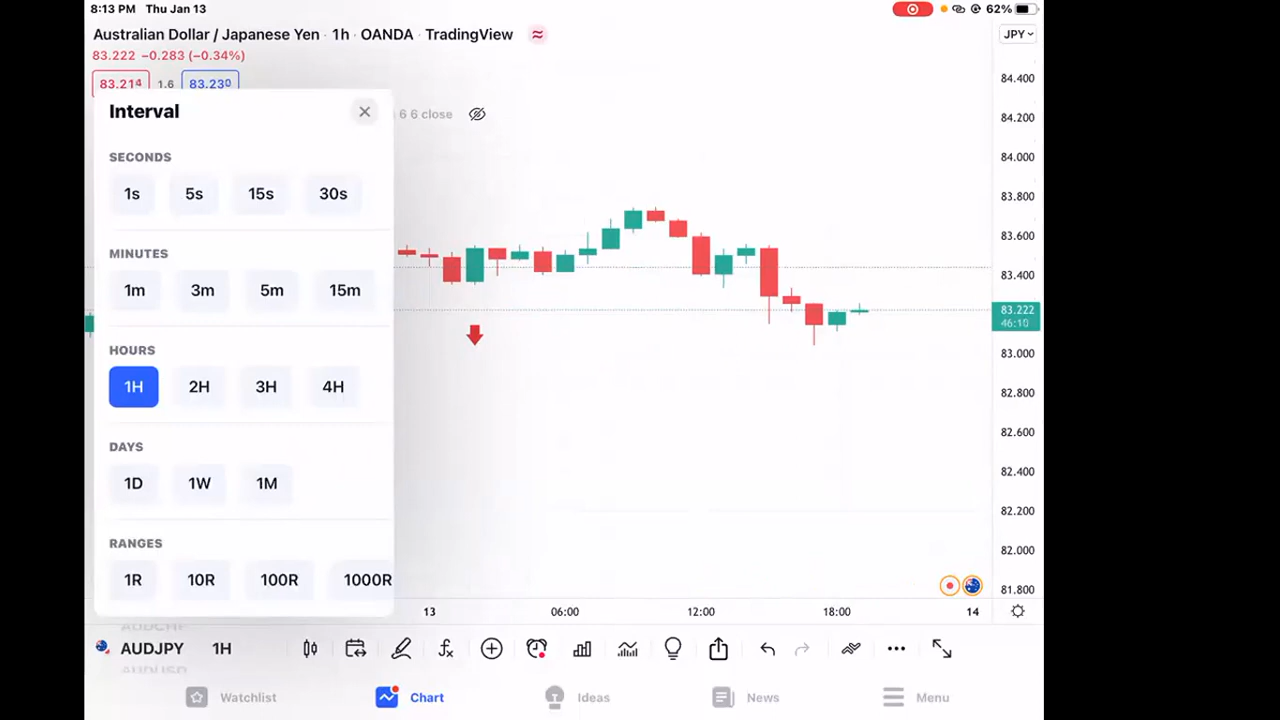 8:13 PM Thu Jan 13
62%
Australian Dollar / Japanese Yen · 1h · OANDA · TradingView
JPY
83.222 −0.283 (−0.34%)
83.214 1.6 83.230
6 6 close
Interval
SECONDS
1s 5s 15s 30s
MINUTES
1m 3m 5m 15m
HOURS
1H 2H 3H 4H
DAYS
1D 1W 1M
RANGES
1R 10R 100R 1000R
84.400
84.200
84.000
83.800
83.600
83.400
83.222
46:10
83.000
82.800
82.600
82.400
82.200
82.000
81.800
13 06:00 12:00 18:00 14
AUDCHF
AUDJPY 1H
AUDUSD
Watchlist Chart Ideas News Menu